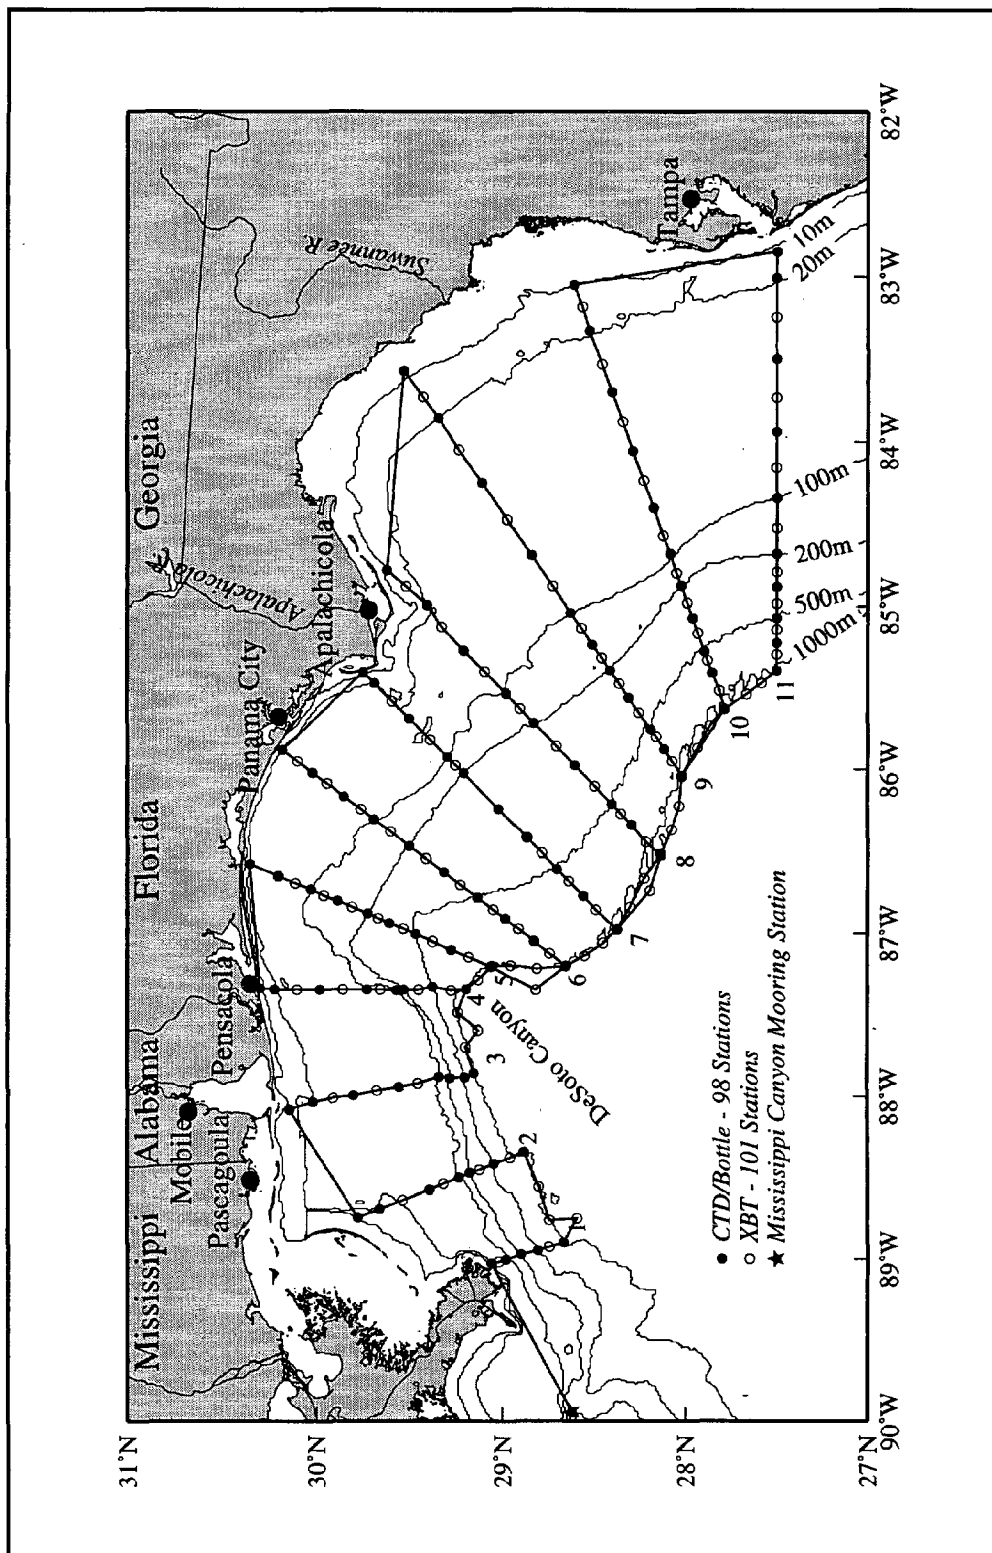 Mississippi
Alabama
Florida
Georgia
Mobile
Pascagoula
Pensacola
Panama City
Apalachicola
Apalachicola R.
Suwannee R.
Tampa
DeSoto Canyon
1
2
3
4
5
6
7
8
9
10
11
10m
20m
100m
200m
500m
1000m
CTD/Bottle - 98 Stations
XBT - 101 Stations
Mississippi Canyon Mooring Station
31°N
30°N
29°N
28°N
27°N
90°W
89°W
88°W
87°W
86°W
85°W
84°W
83°W
82°W